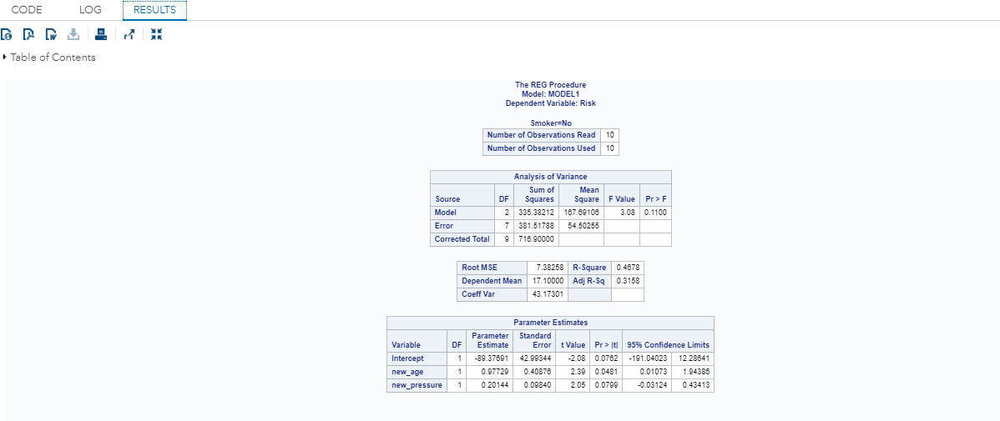 CODE LOG RESULTS
Table of Contents
The REG Procedure
Model: MODEL1
Dependent Variable: Risk
Smoker=No
Number of Observations Read 10
Number of Observations Used 10
Analysis of Variance
Source DF Sum of Squares Mean Square F Value Pr > F
Model 2 335.38212 167.69106 3.08 0.1100
Error 7 381.51788 54.50255
Corrected Total 9 716.90000
Root MSE 7.38258 R-Square 0.4678
Dependent Mean 17.10000 Adj R-Sq 0.3158
Coeff Var 43.17301
Parameter Estimates
Variable DF Parameter Estimate Standard Error t Value Pr > |t| 95% Confidence Limits
Intercept 1 -89.37691 42.99344 -2.08 0.0762 -191.04023 12.28641
new_age 1 0.97729 0.40876 2.39 0.0481 0.01073 1.94386
new_pressure 1 0.20144 0.09840 2.05 0.0799 -0.03124 0.43413